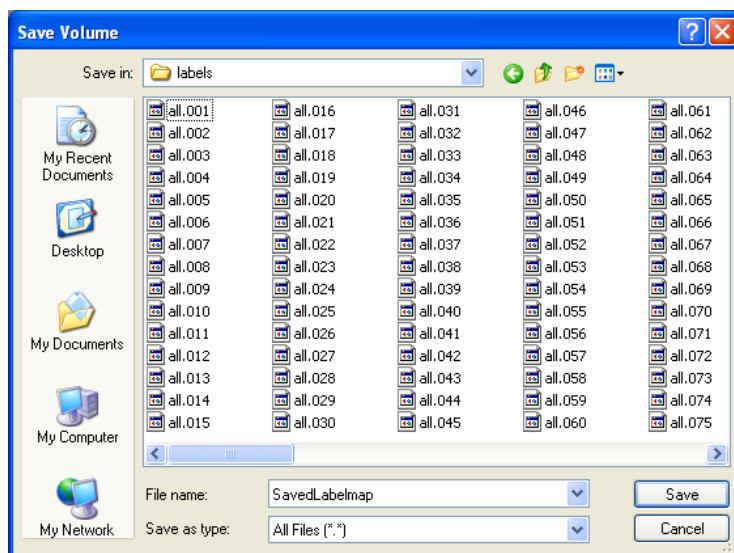 Save Volume
Save in: labels
My Recent Documents
Desktop
My Documents
My Computer
My Network
all.001 all.016 all.031 all.046 all.061
all.002 all.017 all.032 all.047 all.062
all.003 all.018 all.033 all.048 all.063
all.004 all.019 all.034 all.049 all.064
all.005 all.020 all.035 all.050 all.065
all.006 all.021 all.036 all.051 all.066
all.007 all.022 all.037 all.052 all.067
all.008 all.023 all.038 all.053 all.068
all.009 all.024 all.039 all.054 all.069
all.010 all.025 all.040 all.055 all.070
all.011 all.026 all.041 all.056 all.071
all.012 all.027 all.042 all.057 all.072
all.013 all.028 all.043 all.058 all.073
all.014 all.029 all.044 all.059 all.074
all.015 all.030 all.045 all.060 all.075
File name: SavedLabelmap Save
Save as type: All Files (*.*) Cancel